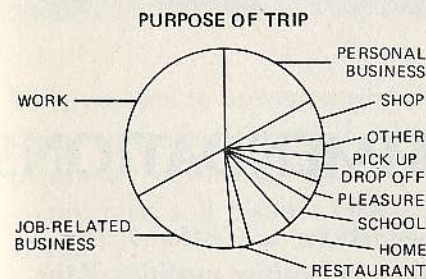 PURPOSE OF TRIP
PERSONAL
BUSINESS
SHOP
OTHER
PICK UP
DROP OFF
PLEASURE
SCHOOL
HOME
RESTAURANT
JOB-RELATED
BUSINESS
WORK